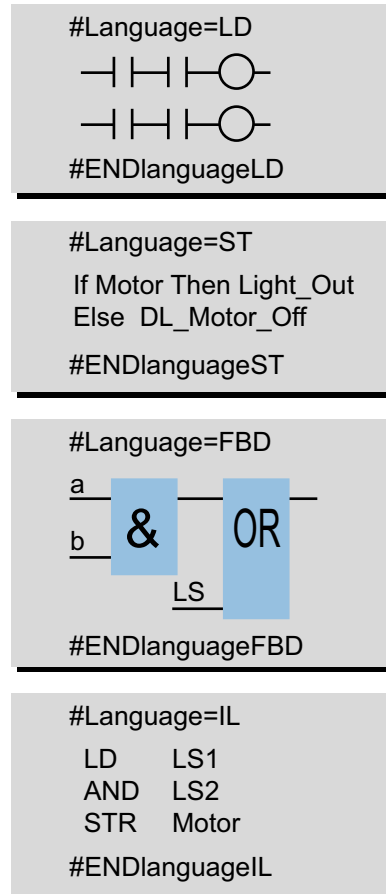 #Language=LD
#ENDlanguageLD
#Language=ST
If Motor Then Light_Out
Else DL_Motor_Off
#ENDlanguageST
#Language=FBD
a
& OR
b
LS
#ENDlanguageFBD
#Language=IL
LD LS1
AND LS2
STR Motor
#ENDlanguageIL